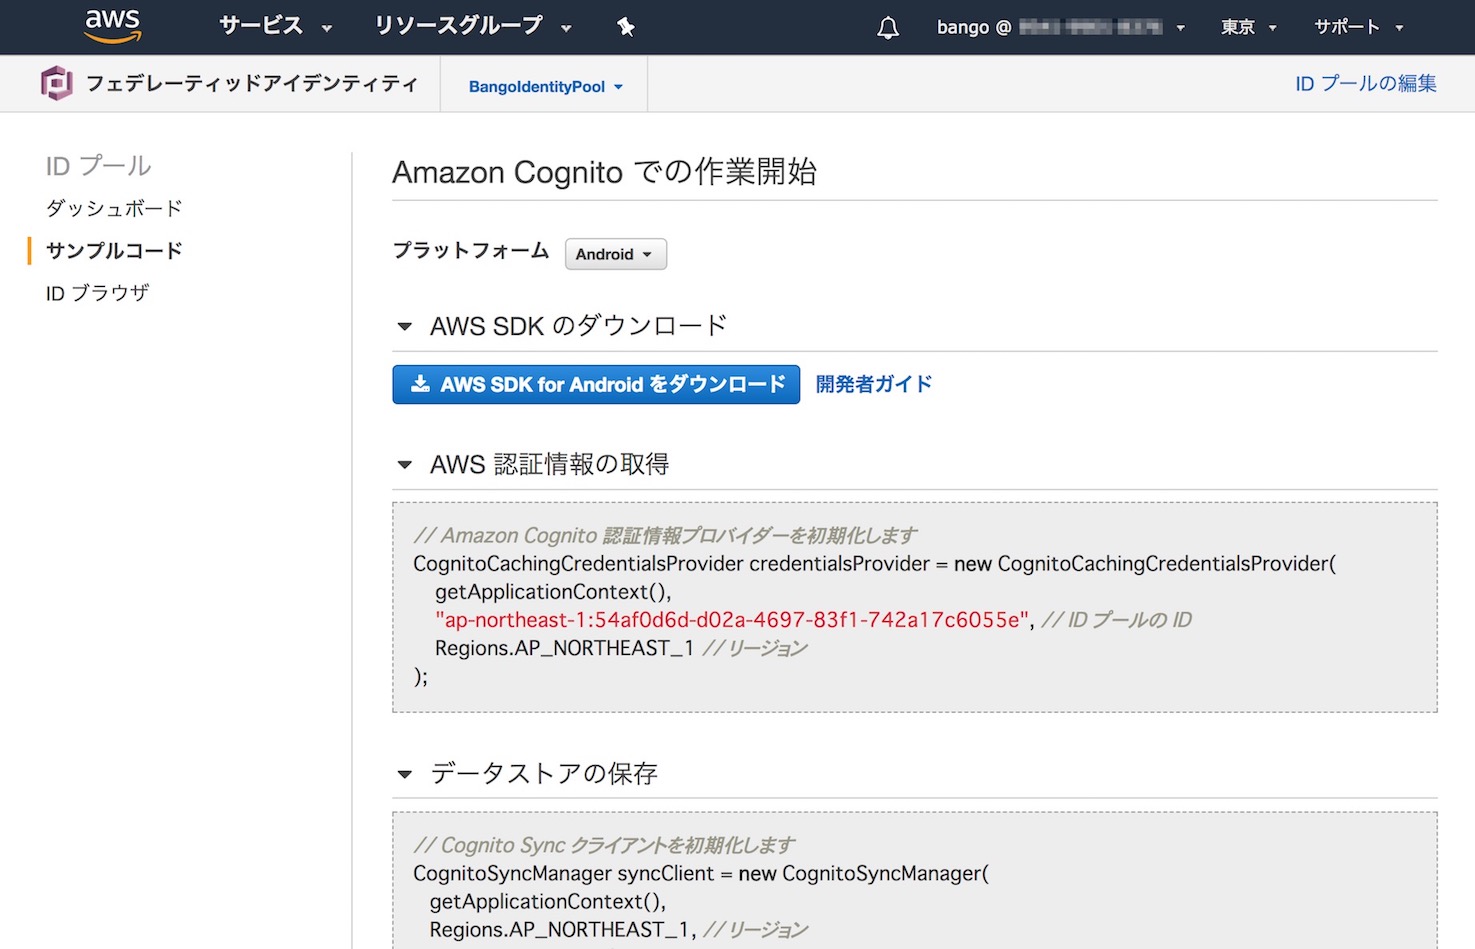 aws サービス リソースグループ bango @ 東京 サポート
フェデレーティッドアイデンティティ BangoIdentityPool ID プールの編集
ID プール
ダッシュボード
サンプルコード
ID ブラウザ
Amazon Cognito での作業開始
プラットフォーム Android
AWS SDK のダウンロード
AWS SDK for Android をダウンロード 開発者ガイド
AWS 認証情報の取得
// Amazon Cognito 認証情報プロバイダーを初期化します
CognitoCachingCredentialsProvider credentialsProvider = new CognitoCachingCredentialsProvider(
getApplicationContext(),
"ap-northeast-1:54af0d6d-d02a-4697-83f1-742a17c6055e", // ID プールの ID
Regions.AP_NORTHEAST_1 // リージョン
);
データストアの保存
// Cognito Sync クライアントを初期化します
CognitoSyncManager syncClient = new CognitoSyncManager(
getApplicationContext(),
Regions.AP_NORTHEAST_1, // リージョン